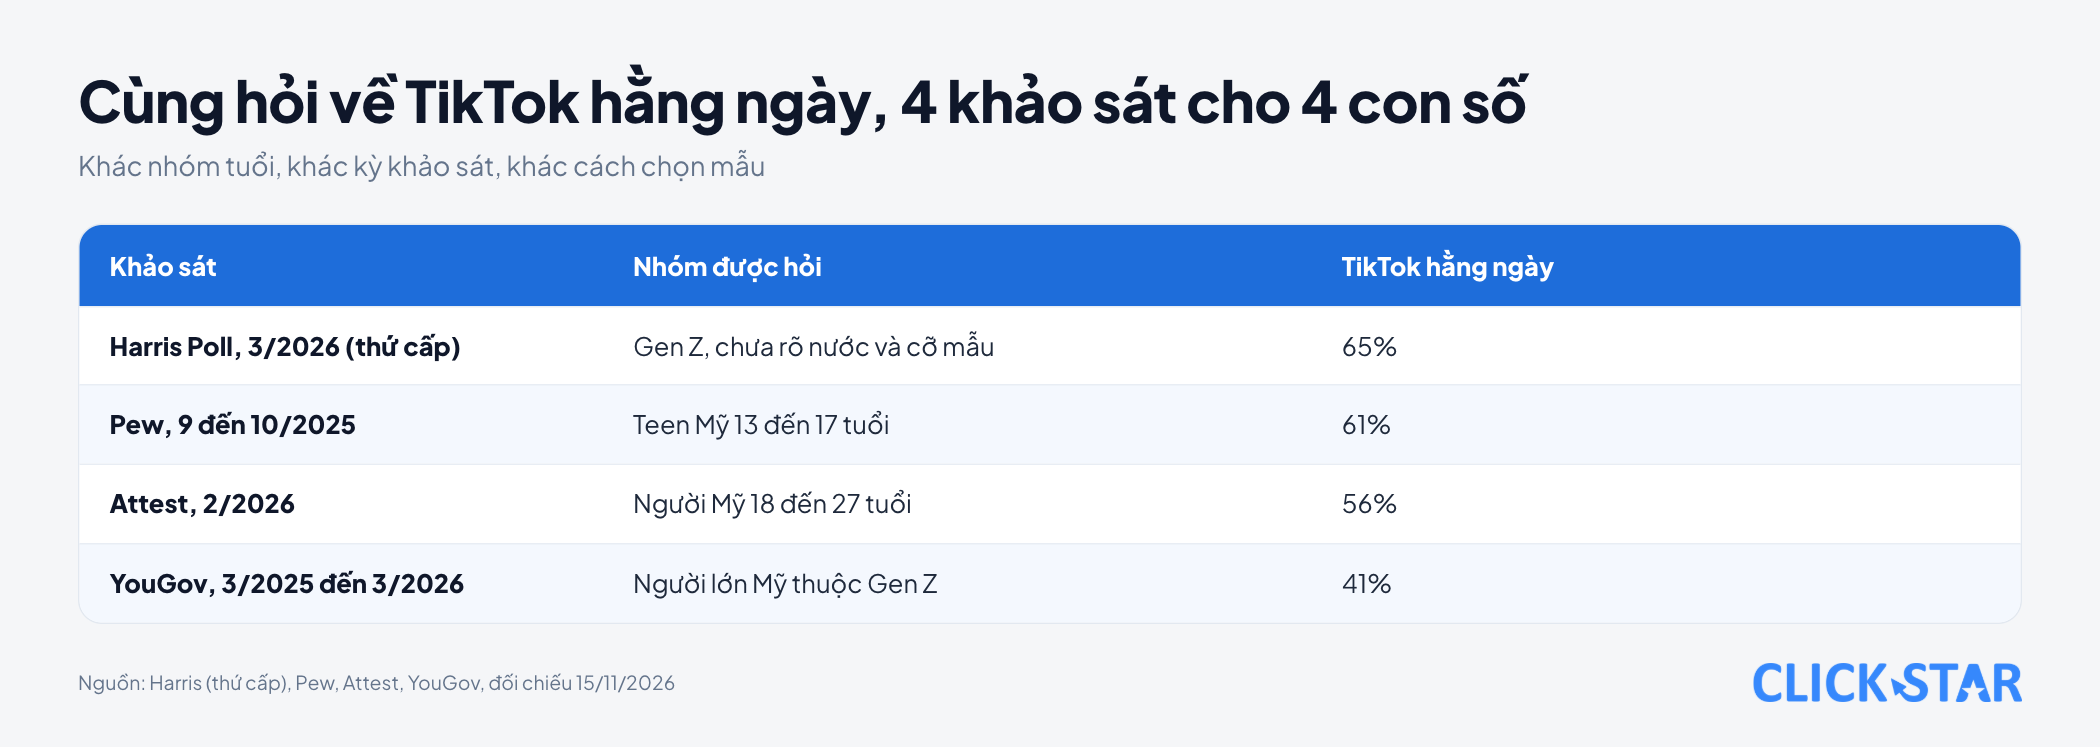 Cùng hỏi về TikTok hằng ngày, 4 khảo sát cho 4 con số
Khác nhóm tuổi, khác kỳ khảo sát, khác cách chọn mẫu
Khảo sát Nhóm được hỏi TikTok hằng ngày
Harris Poll, 3/2026 (thứ cấp) Gen Z, chưa rõ nước và cỡ mẫu 65%
Pew, 9 đến 10/2025 Teen Mỹ 13 đến 17 tuổi 61%
Attest, 2/2026 Người Mỹ 18 đến 27 tuổi 56%
YouGov, 3/2025 đến 3/2026 Người lớn Mỹ thuộc Gen Z 41%
Nguồn: Harris (thứ cấp), Pew, Attest, YouGov, đối chiếu 15/11/2026
CLICK STAR